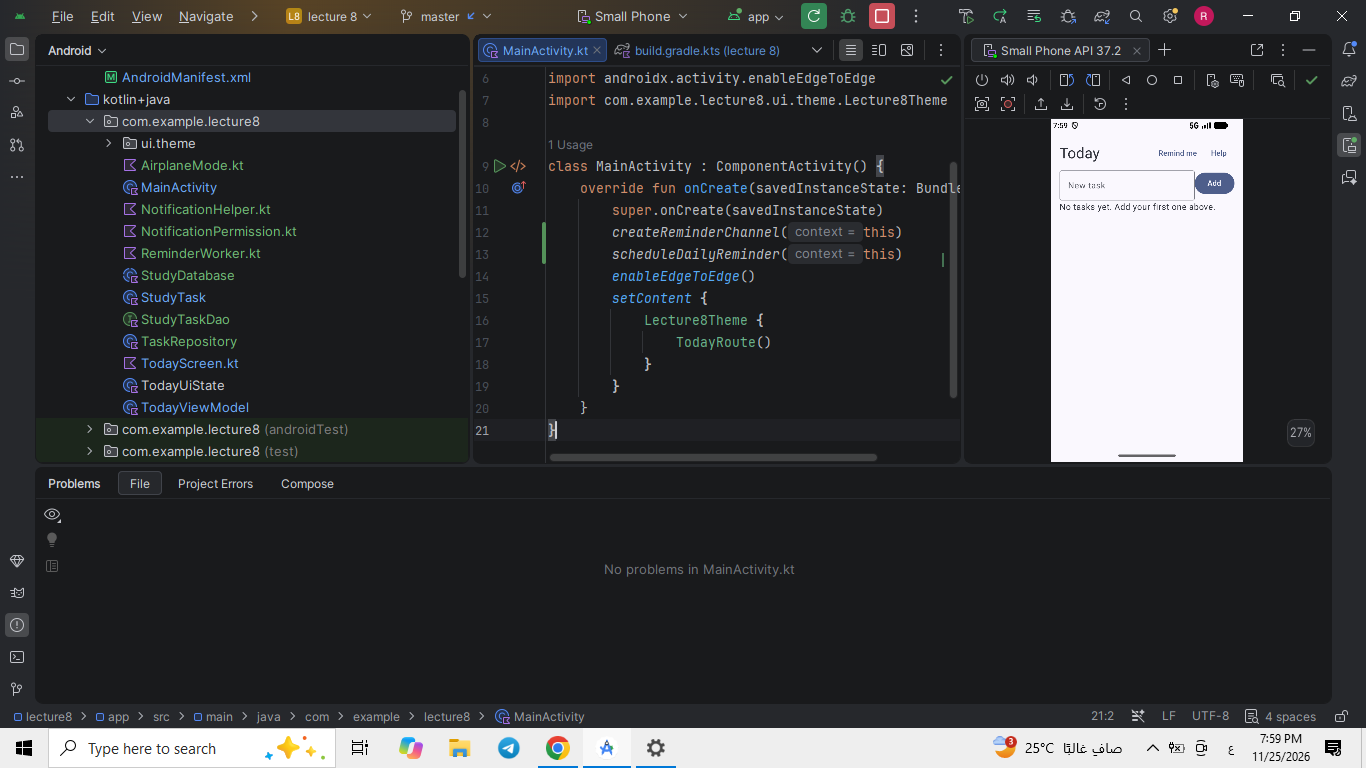 File Edit View Navigate L8 lecture 8 master Small Phone app R
Android
AndroidManifest.xml
kotlin+java
com.example.lecture8
ui.theme
AirplaneMode.kt
MainActivity
NotificationHelper.kt
NotificationPermission.kt
ReminderWorker.kt
StudyDatabase
StudyTask
StudyTaskDao
TaskRepository
TodayScreen.kt
TodayUiState
TodayViewModel
com.example.lecture8 (androidTest)
com.example.lecture8 (test)
MainActivity.kt build.gradle.kts (lecture 8)
6 import androidx.activity.enableEdgeToEdge
7 import com.example.lecture8.ui.theme.Lecture8Theme
8
1 Usage
9 class MainActivity : ComponentActivity() {
10 override fun onCreate(savedInstanceState: Bundle
11 super.onCreate(savedInstanceState)
12 createReminderChannel( context = this)
13 scheduleDailyReminder( context = this)
14 enableEdgeToEdge()
15 setContent {
16 Lecture8Theme {
17 TodayRoute()
18 }
19 }
20 }
21 }
Small Phone API 37.2
7:59 5G
Today Remind me Help
New task Add
No tasks yet. Add your first one above.
27%
Problems File Project Errors Compose
No problems in MainActivity.kt
lecture8 app src main java com example lecture8 MainActivity 21:2 LF UTF-8 4 spaces
Type here to search 3 25°C صافٍ غالبًا ع 7:59 PM
11/25/2026